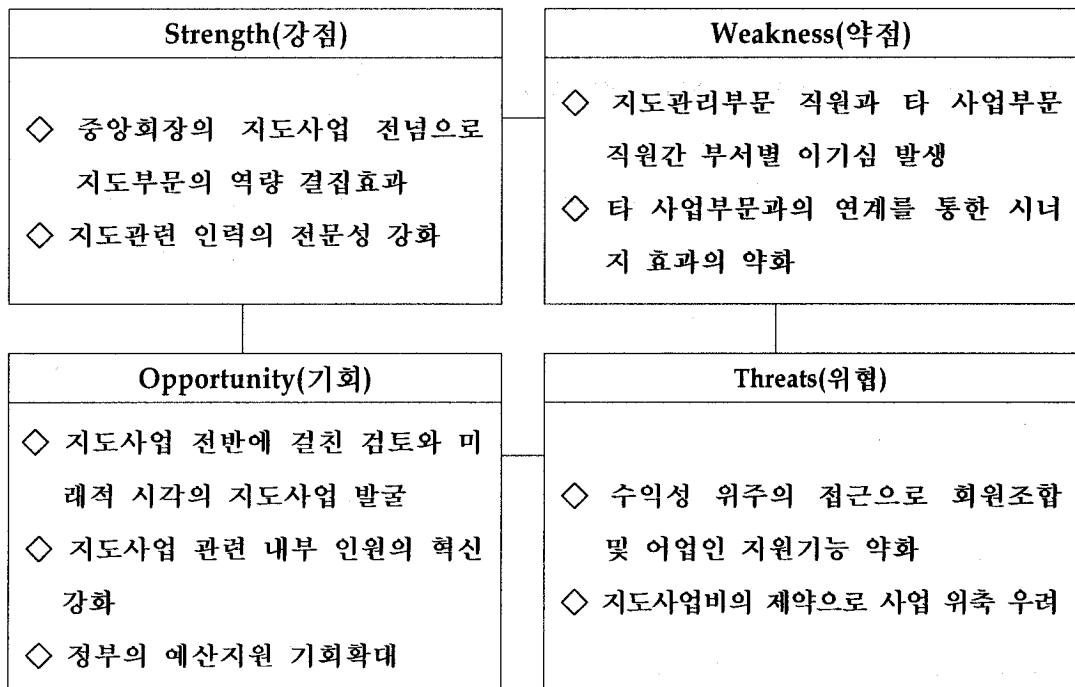 Strength(강점)
◇ 중앙회장의 지도사업 전념으로
지도부문의 역량 결집효과
◇ 지도관련 인력의 전문성 강화
Weakness(약점)
◇ 지도관리부문 직원과 타 사업부문
직원간 부서별 이기심 발생
◇ 타 사업부문과의 연계를 통한 시너
지 효과의 약화
Opportunity(기회)
◇ 지도사업 전반에 걸친 검토와 미
래적 시각의 지도사업 발굴
◇ 지도사업 관련 내부 인원의 혁신
강화
◇ 정부의 예산지원 기회확대
Threats(위협)
◇ 수익성 위주의 접근으로 회원조합
및 어업인 지원기능 약화
◇ 지도사업비의 제약으로 사업 위축 우려